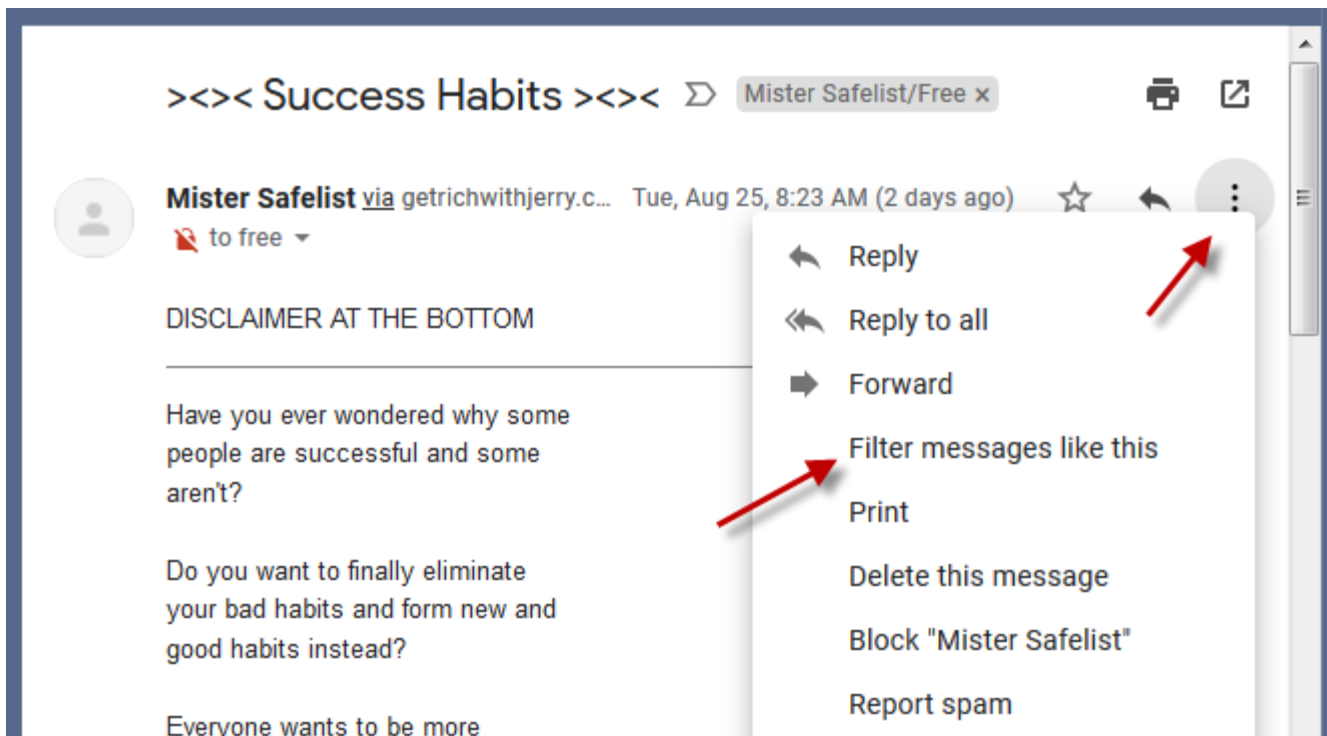 ><>< Success Habits ><>< Mister Safelist/Free x
Mister Safelist via getrichwithjerry.c... Tue, Aug 25, 8:23 AM (2 days ago)
to free
Reply
DISCLAIMER AT THE BOTTOM
Reply to all
Forward
Have you ever wondered why some
people are successful and some
aren't?
Filter messages like this
Print
Do you want to finally eliminate
your bad habits and form new and
good habits instead?
Delete this message
Block "Mister Safelist"
Report spam
Everyone wants to be more